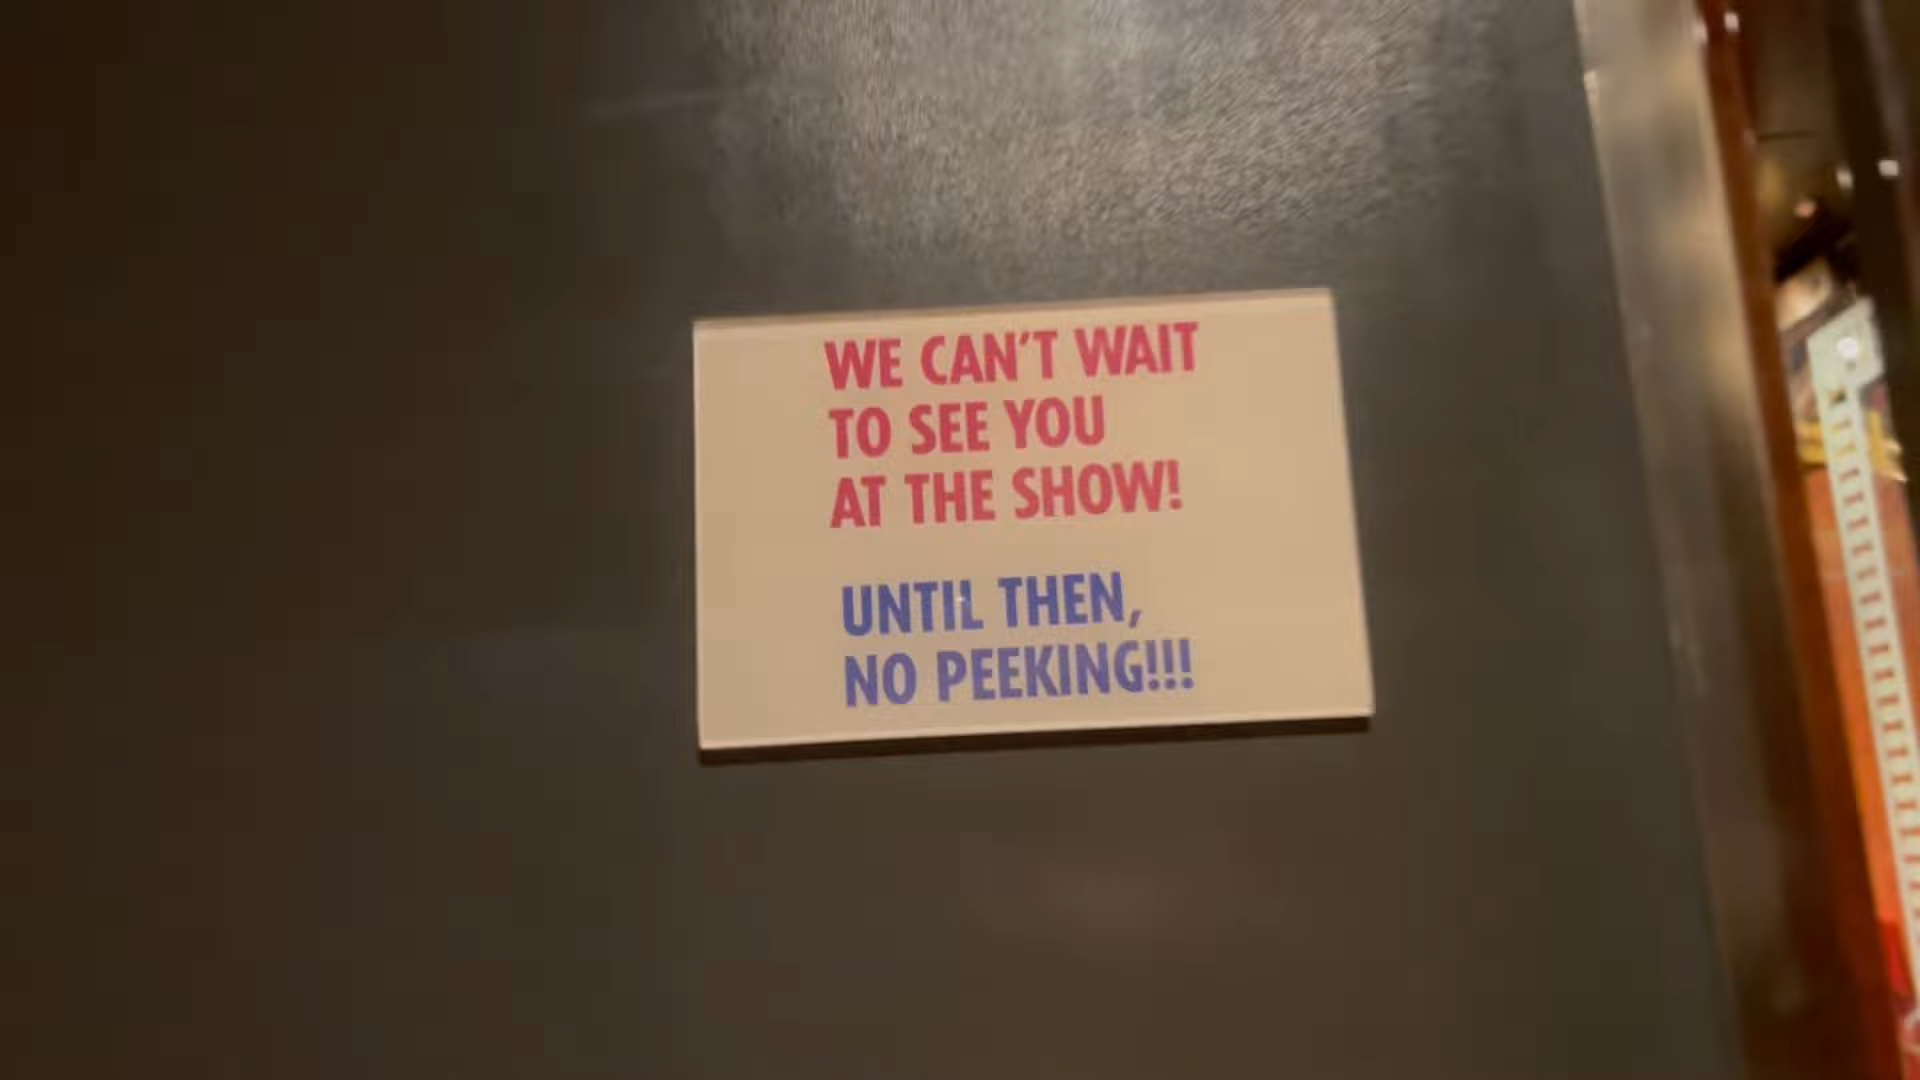 WE CAN'T WAIT
TO SEE YOU
AT THE SHOW!
UNTIL THEN,
NO PEEKING!!!